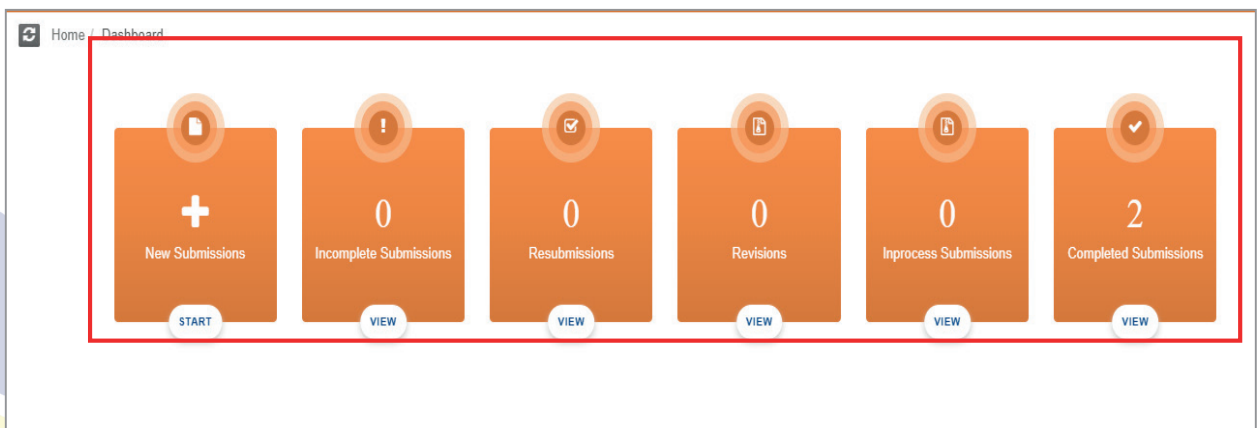 Home / Dashboard
0 0 0 0 2
New Submissions Incomplete Submissions Resubmissions Revisions Inprocess Submissions Completed Submissions
START VIEW VIEW VIEW VIEW VIEW